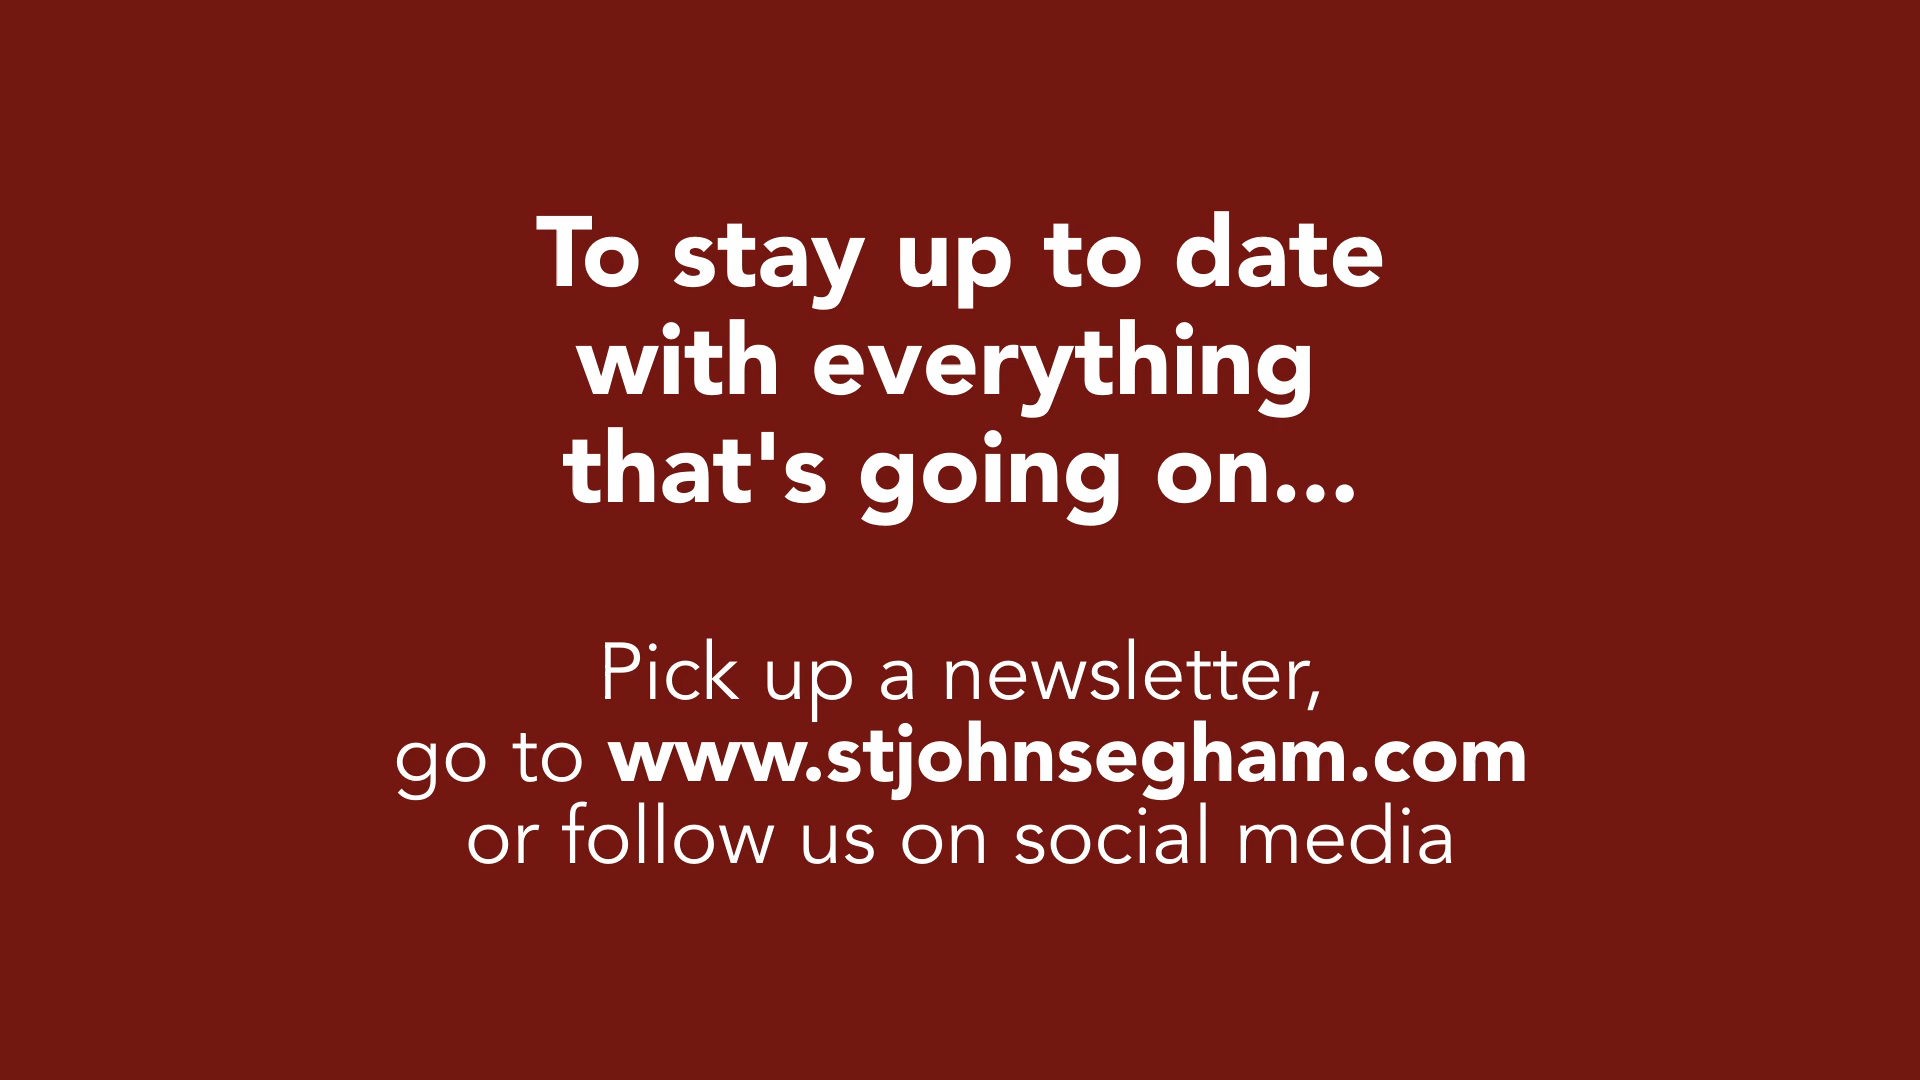 To stay up to date
with everything
that's going on...
Pick up a newsletter,
go to www.stjohnsegham.com
or follow us on social media